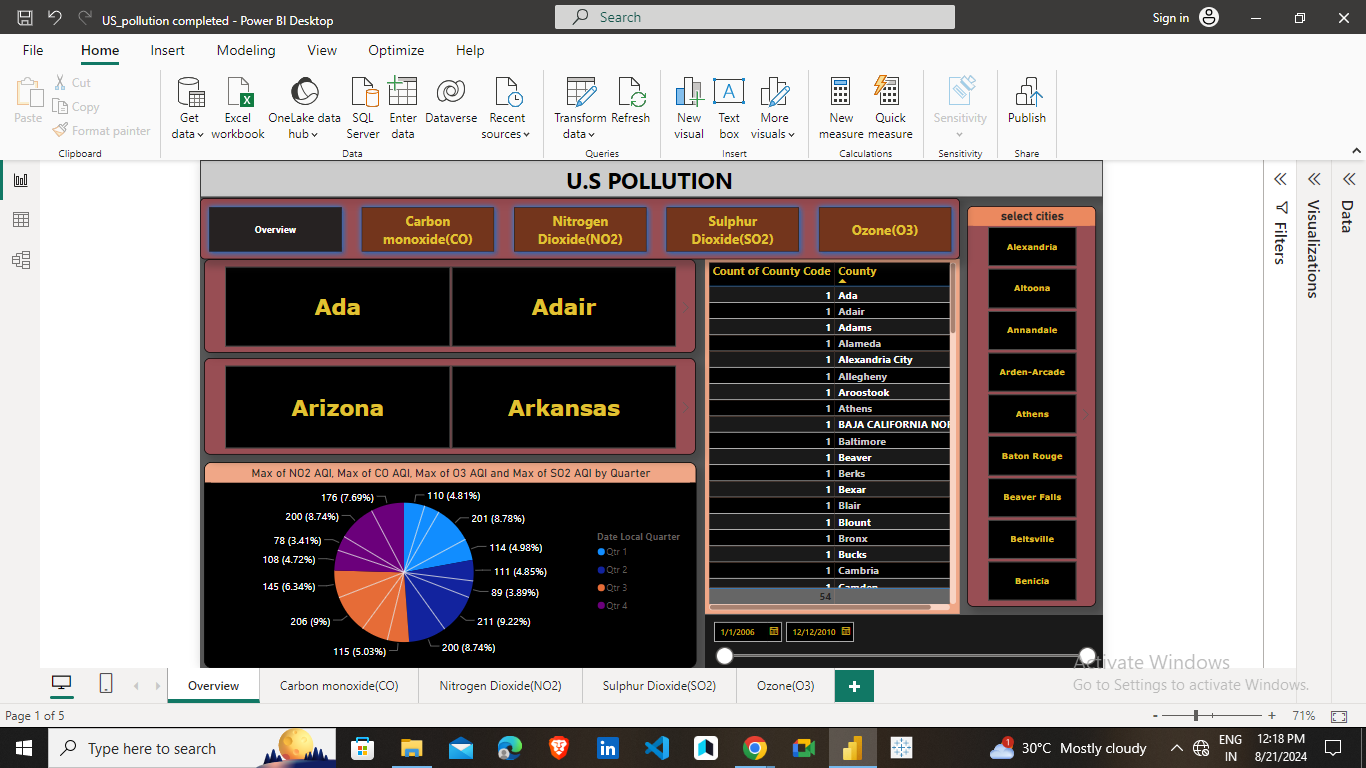 US_pollution completed - Power BI Desktop
Search
Sign in
File Home Insert Modeling View Optimize Help
Paste
Cut
Copy
Format painter
Clipboard
Get data
Excel workbook
OneLake data hub
SQL Server
Enter data
Dataverse
Recent sources
Data
Transform data
Refresh
Queries
New visual
Text box
More visuals
Insert
New measure
Quick measure
Calculations
Sensitivity
Sensitivity
Publish
Share
U.S POLLUTION
Overview
Carbon
monoxide(CO)
Nitrogen
Dioxide(NO2)
Sulphur
Dioxide(SO2)
Ozone(O3)
Ada
Adair
Arizona
Arkansas
Max of NO2 AQI, Max of CO AQI, Max of O3 AQI and Max of SO2 AQI by Quarter
110 (4.81%)
201 (8.78%)
114 (4.98%)
111 (4.85%)
89 (3.89%)
211 (9.22%)
200 (8.74%)
115 (5.03%)
206 (9%)
145 (6.34%)
108 (4.72%)
78 (3.41%)
200 (8.74%)
176 (7.69%)
Date Local Quarter
Qtr 1
Qtr 2
Qtr 3
Qtr 4
Count of County Code County
1 Ada
1 Adair
1 Adams
1 Alameda
1 Alexandria City
1 Allegheny
1 Aroostook
1 Athens
1 BAJA CALIFORNIA NOR
1 Baltimore
1 Beaver
1 Berks
1 Bexar
1 Blair
1 Blount
1 Bronx
1 Bucks
1 Cambria
1 Camden
54
1/1/2006
12/12/2010
select cities
Alexandria
Altoona
Annandale
Arden-Arcade
Athens
Baton Rouge
Beaver Falls
Beltsville
Benicia
Filters
Visualizations
Data
Activate Windows
Go to Settings to activate Windows.
Overview
Carbon monoxide(CO)
Nitrogen Dioxide(NO2)
Sulphur Dioxide(SO2)
Ozone(O3)
+
Page 1 of 5
- + 71%
Type here to search
1
30°C Mostly cloudy
ENG
IN
12:18 PM
8/21/2024